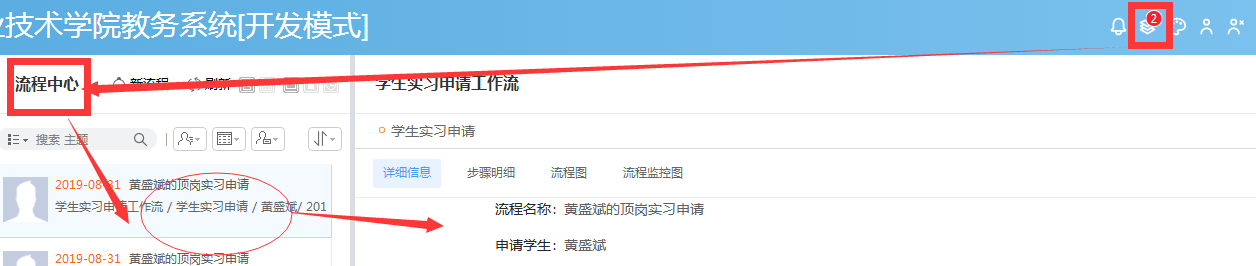 业技术学院教务系统[开发模式]
2
流程中心
新流程
刷新
搜索 主题
2019-08-31 黄盛斌的顶岗实习申请
学生实习申请工作流 / 学生实习申请 / 黄盛斌/ 201
2019-08-31 黄盛斌的顶岗实习申请
学生实习申请工作流
学生实习申请
详细信息 步骤明细 流程图 流程监控图
流程名称：黄盛斌的顶岗实习申请
申请学生：黄盛斌